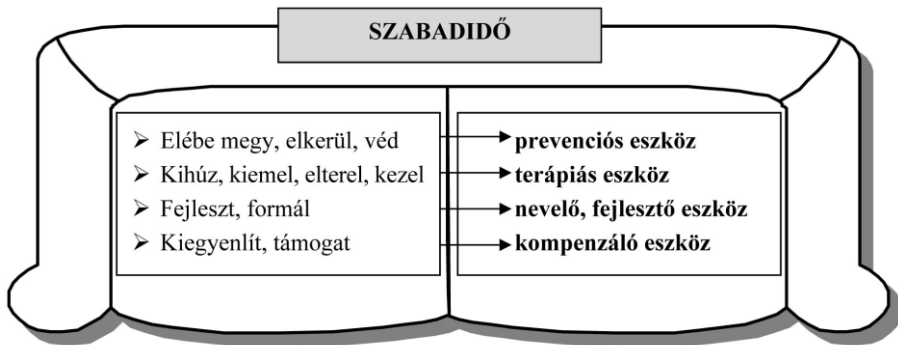 SZABADIDŐ
➢ Elébe megy, elkerül, véd
prevenciós eszköz
➢ Kihúz, kiemel, elterel, kezel
terápiás eszköz
➢ Fejleszt, formál
nevelő, fejlesztő eszköz
➢ Kiegyenlít, támogat
kompenzáló eszköz